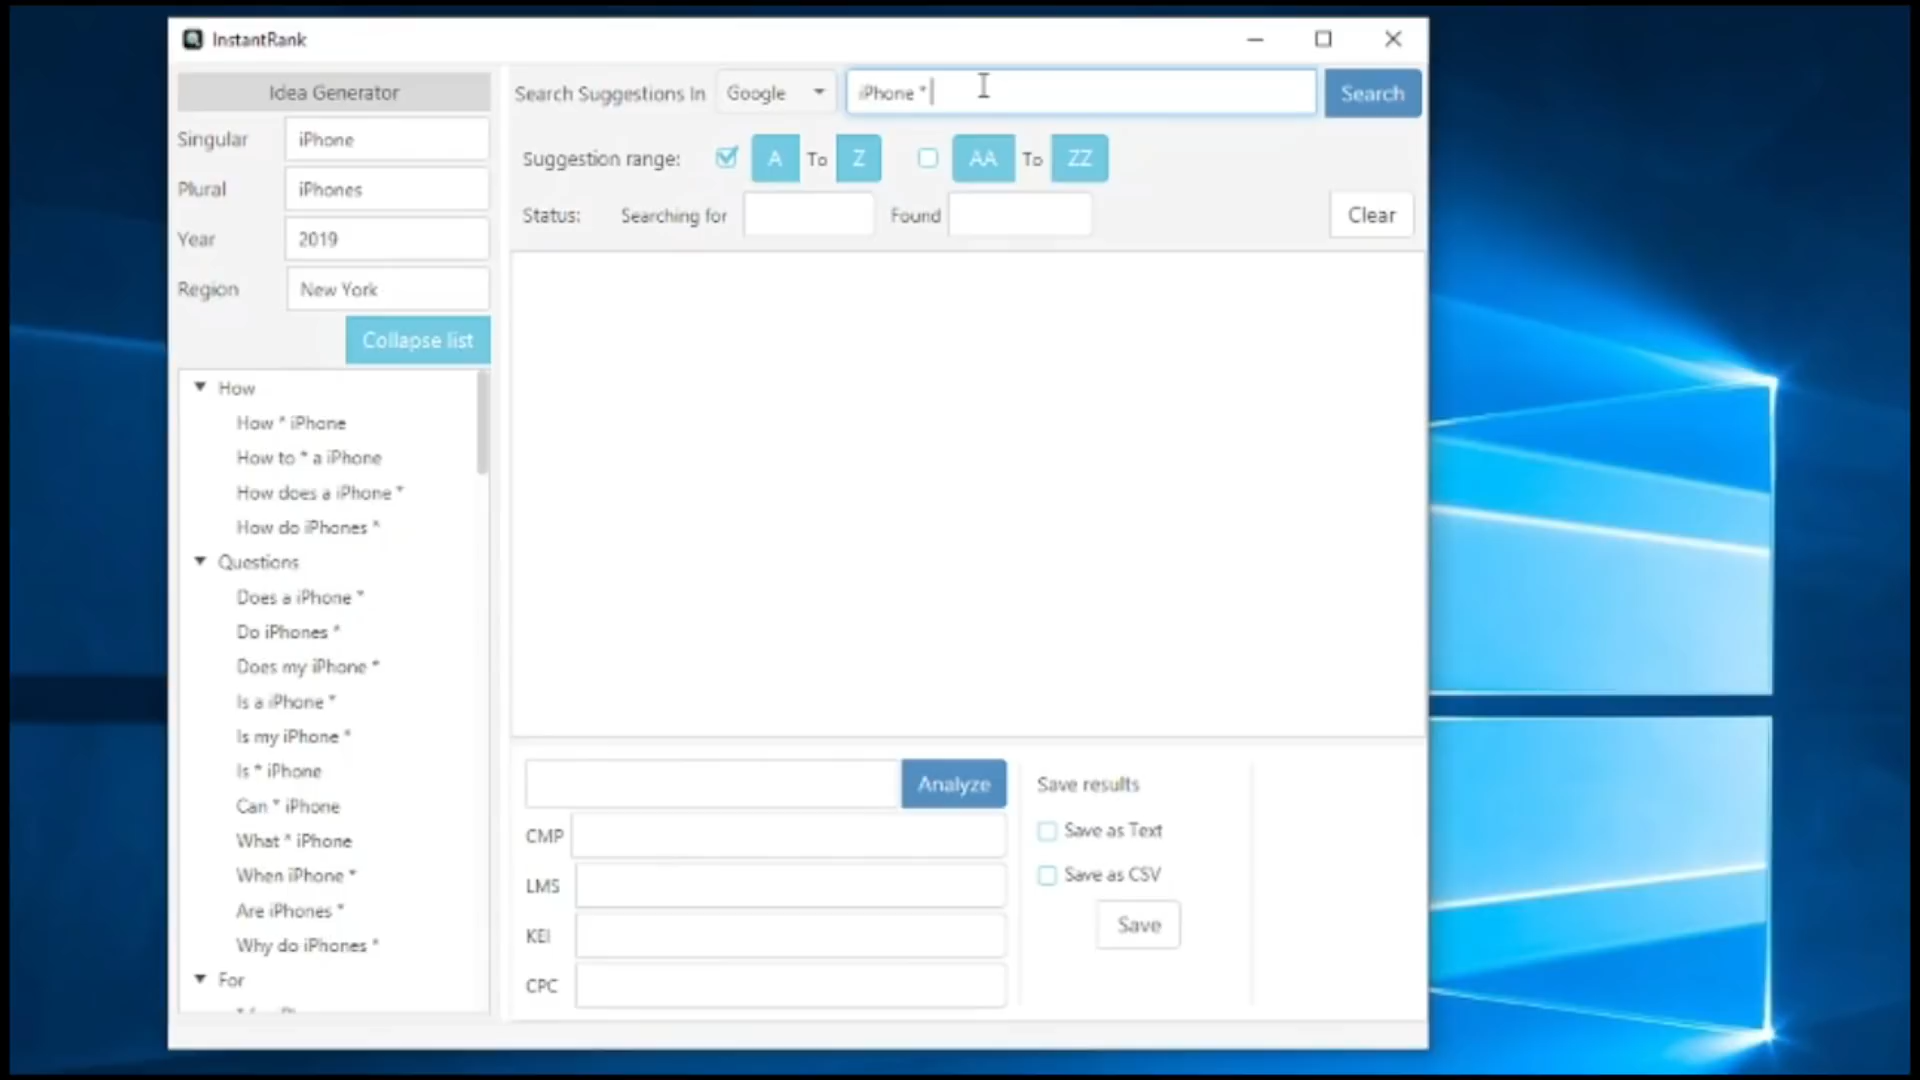 InstantRank
Idea Generator
Singular iPhone
Plural iPhones
Year 2019
Region New York
Collapse list
How
How * iPhone
How to * a iPhone
How does a iPhone *
How do iPhones *
Questions
Does a iPhone *
Do iPhones *
Does my iPhone *
Is a iPhone *
Is my iPhone *
Is * iPhone
Can * iPhone
What * iPhone
When iPhone *
Are iPhones *
Why do iPhones *
For
Search Suggestions In Google iPhone * Search
Suggestion range: A To Z AA To ZZ
Status: Searching for Found Clear
Analyze
CMP
LMS
KEI
CPC
Save results
Save as Text
Save as CSV
Save